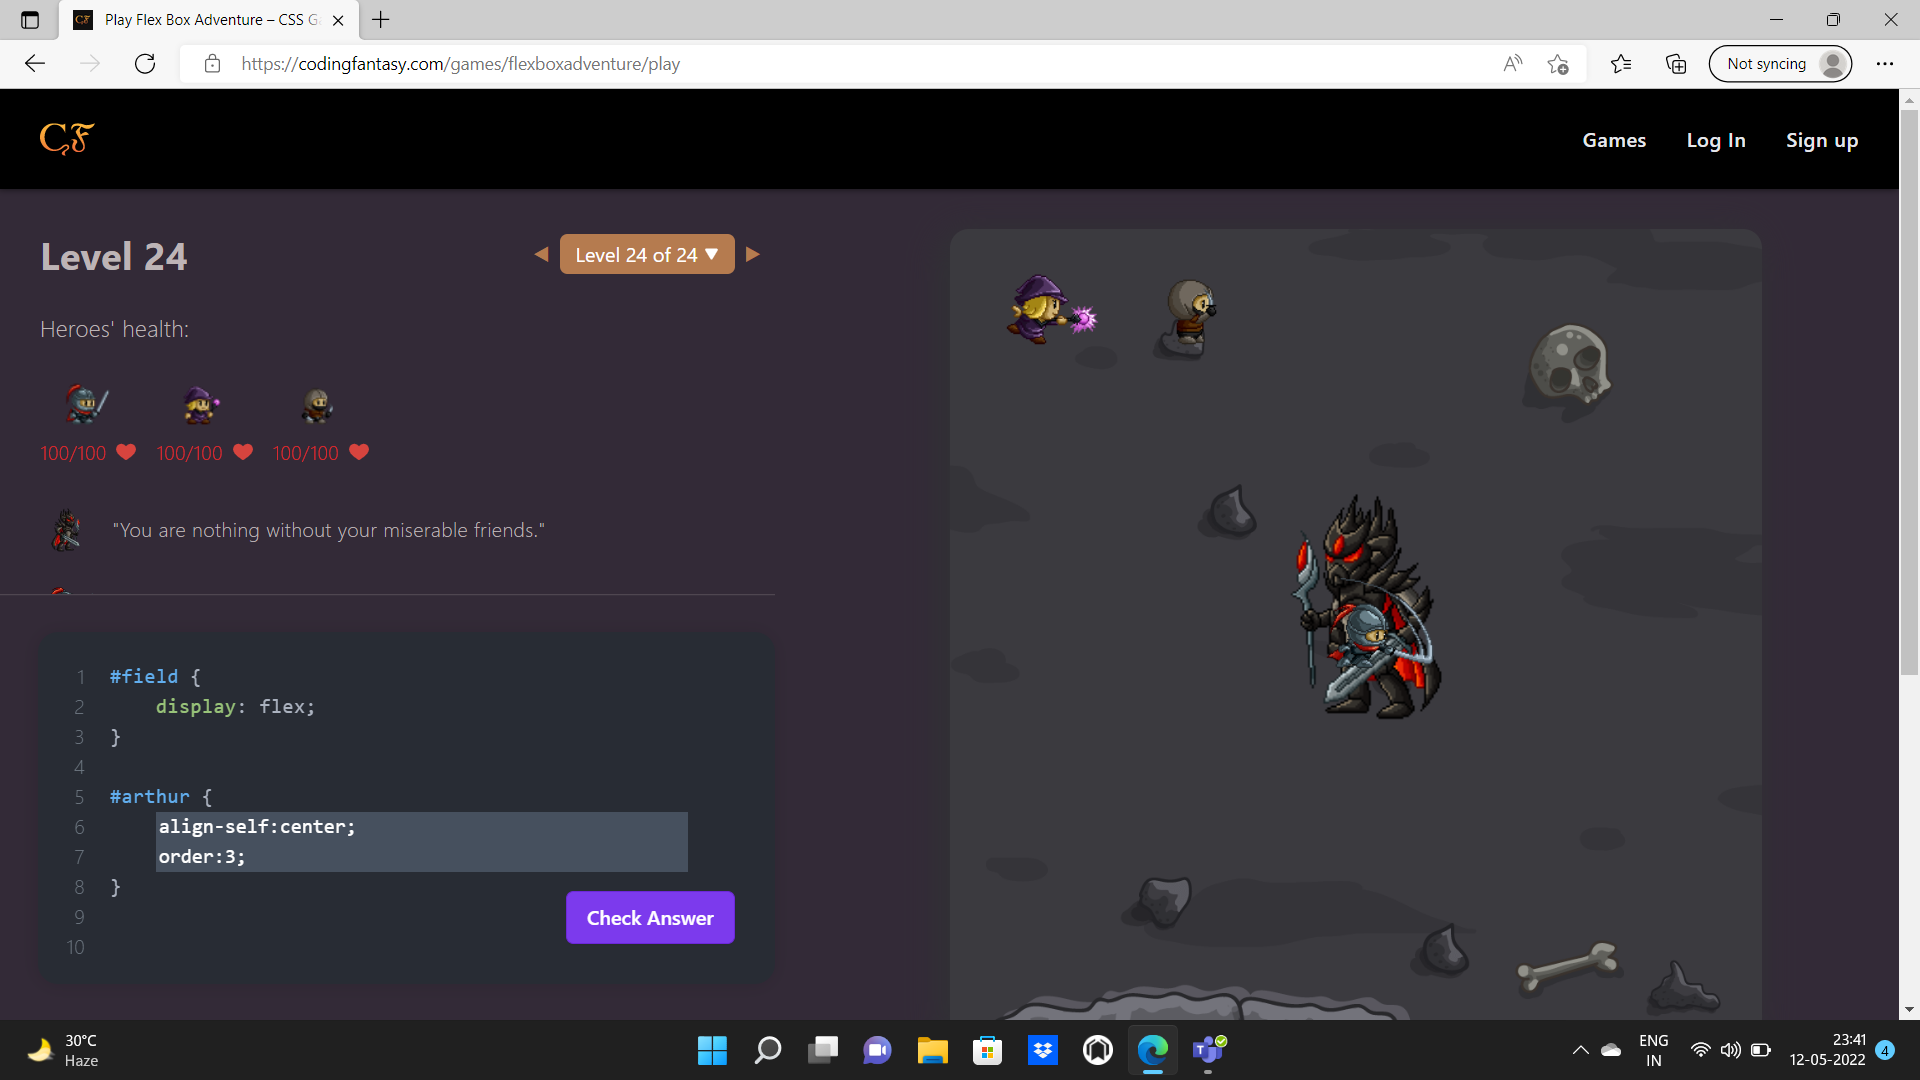 Play Flex Box Adventure – CSS G
https://codingfantasy.com/games/flexboxadventure/play
Not syncing
CF
Games
Log In
Sign up
Level 24
Level 24 of 24 ▼
Heroes' health:
100/100
100/100
100/100
"You are nothing without your miserable friends."
1 #field {
2 display: flex;
3 }
4
5 #arthur {
6 align-self:center;
7 order:3;
8 }
9
10
Check Answer
30°C
Haze
ENG
IN
23:41
12-05-2022
4